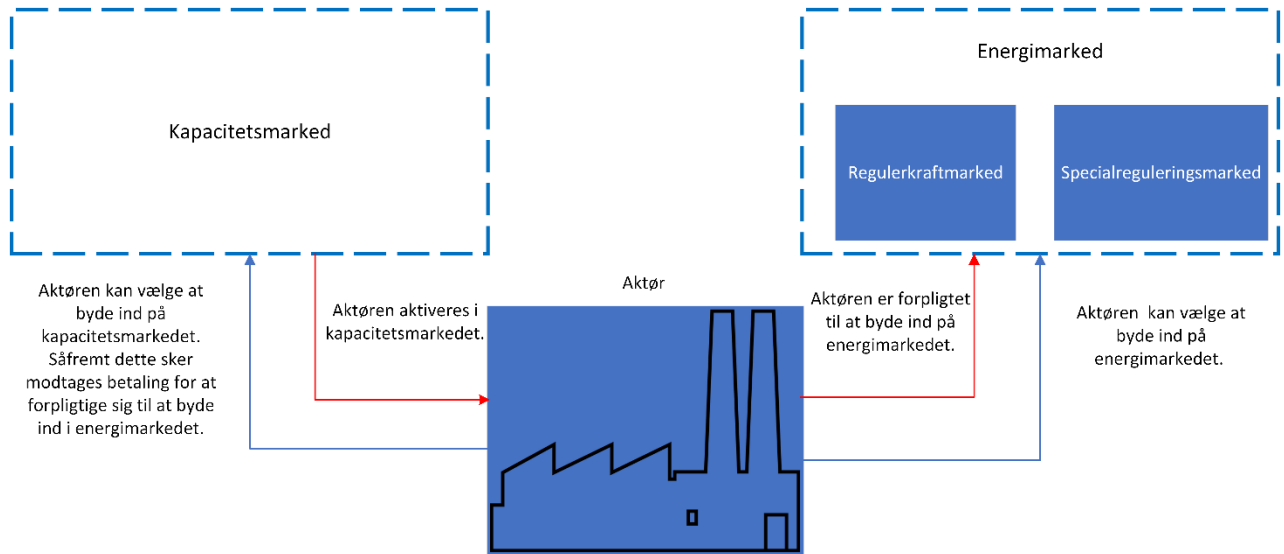 Kapacitetsmarked
Energimarked
Regulerkraftmarked
Specialreguleringsmarked
Aktøren kan vælge at
byde ind på
kapacitetsmarkedet.
Såfremt dette sker
modtages betaling for at
forpligtige sig til at byde
ind i energimarkedet.
Aktøren aktiveres i
kapacitetsmarkedet.
Aktør
Aktøren er forpligtet
til at byde ind på
energimarkedet.
Aktøren  kan vælge at
byde ind på
energimarkedet.